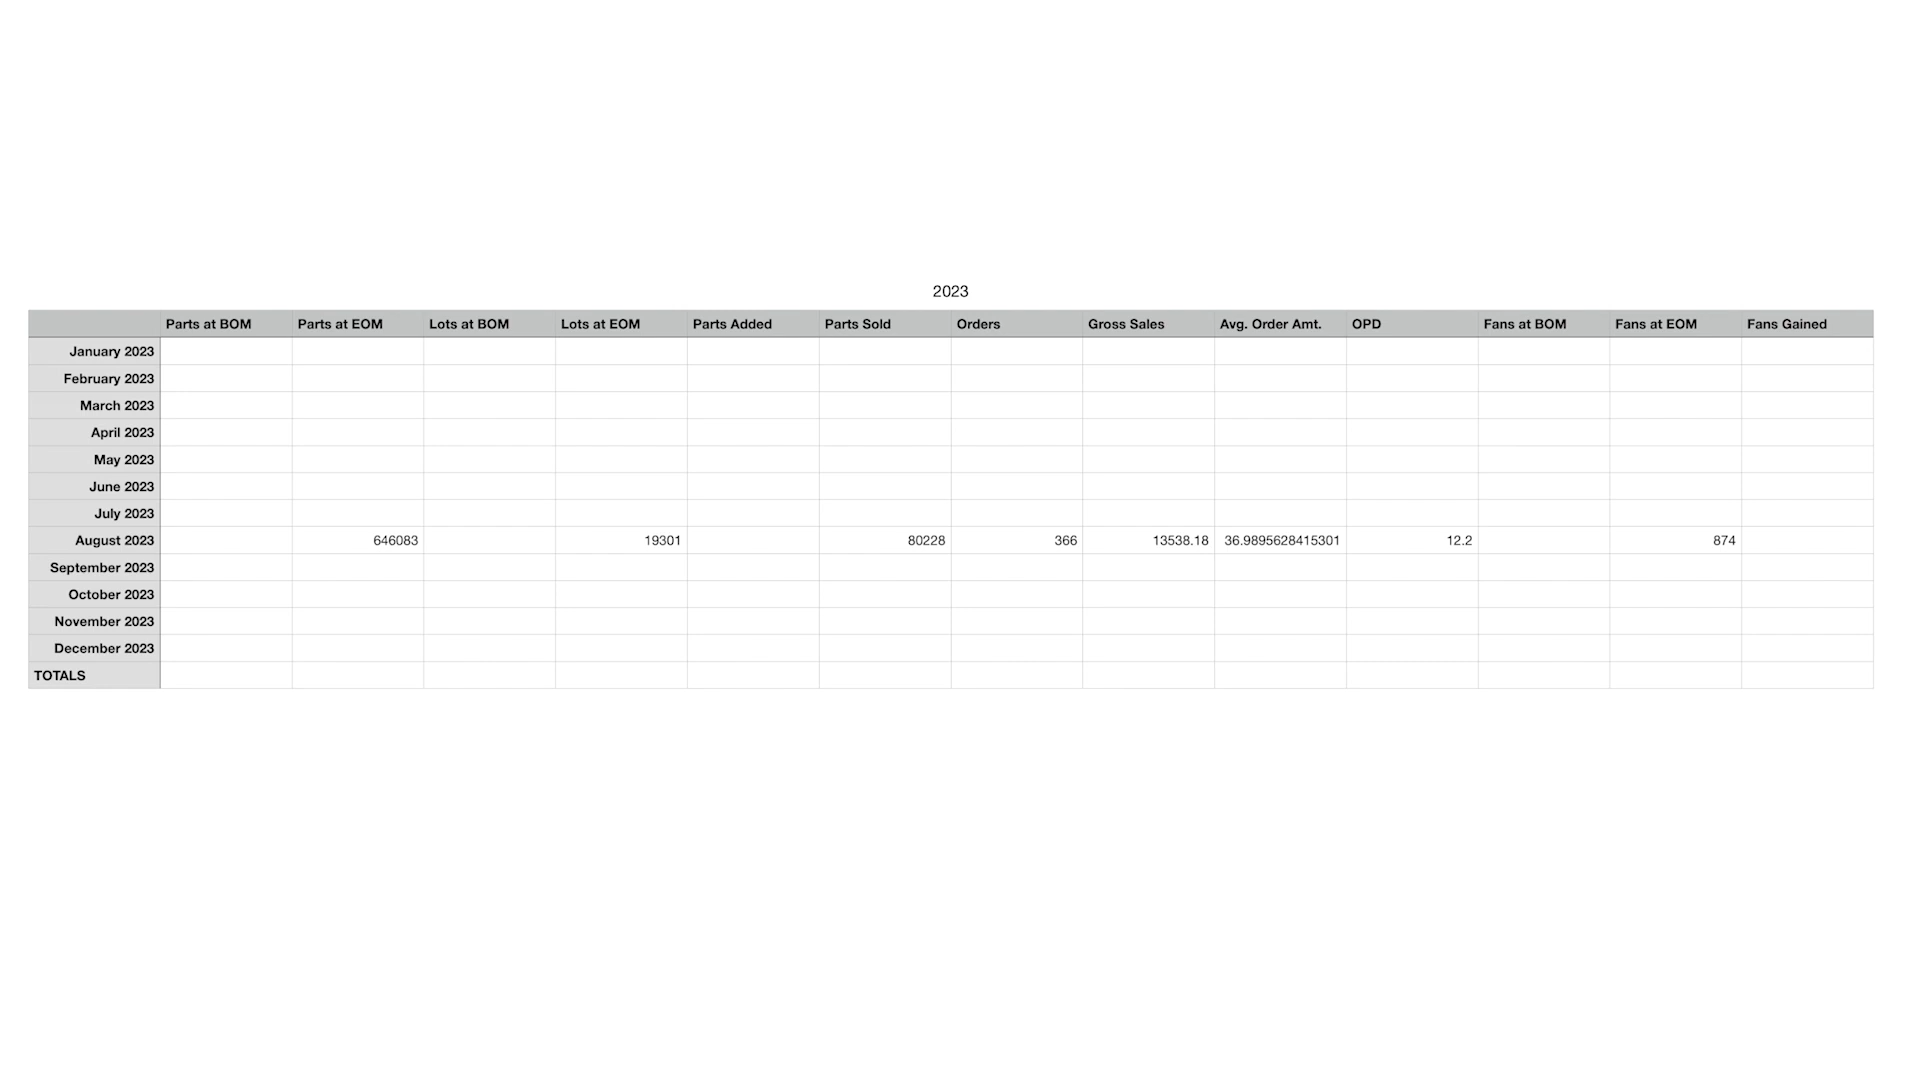 2023
Parts at BOM Parts at EOM Lots at BOM Lots at EOM Parts Added Parts Sold Orders Gross Sales Avg. Order Amt. OPD Fans at BOM Fans at EOM Fans Gained
January 2023
February 2023
March 2023
April 2023
May 2023
June 2023
July 2023
August 2023 646083 19301 80228 366 13538.18 36.9895628415301 12.2 874
September 2023
October 2023
November 2023
December 2023
TOTALS